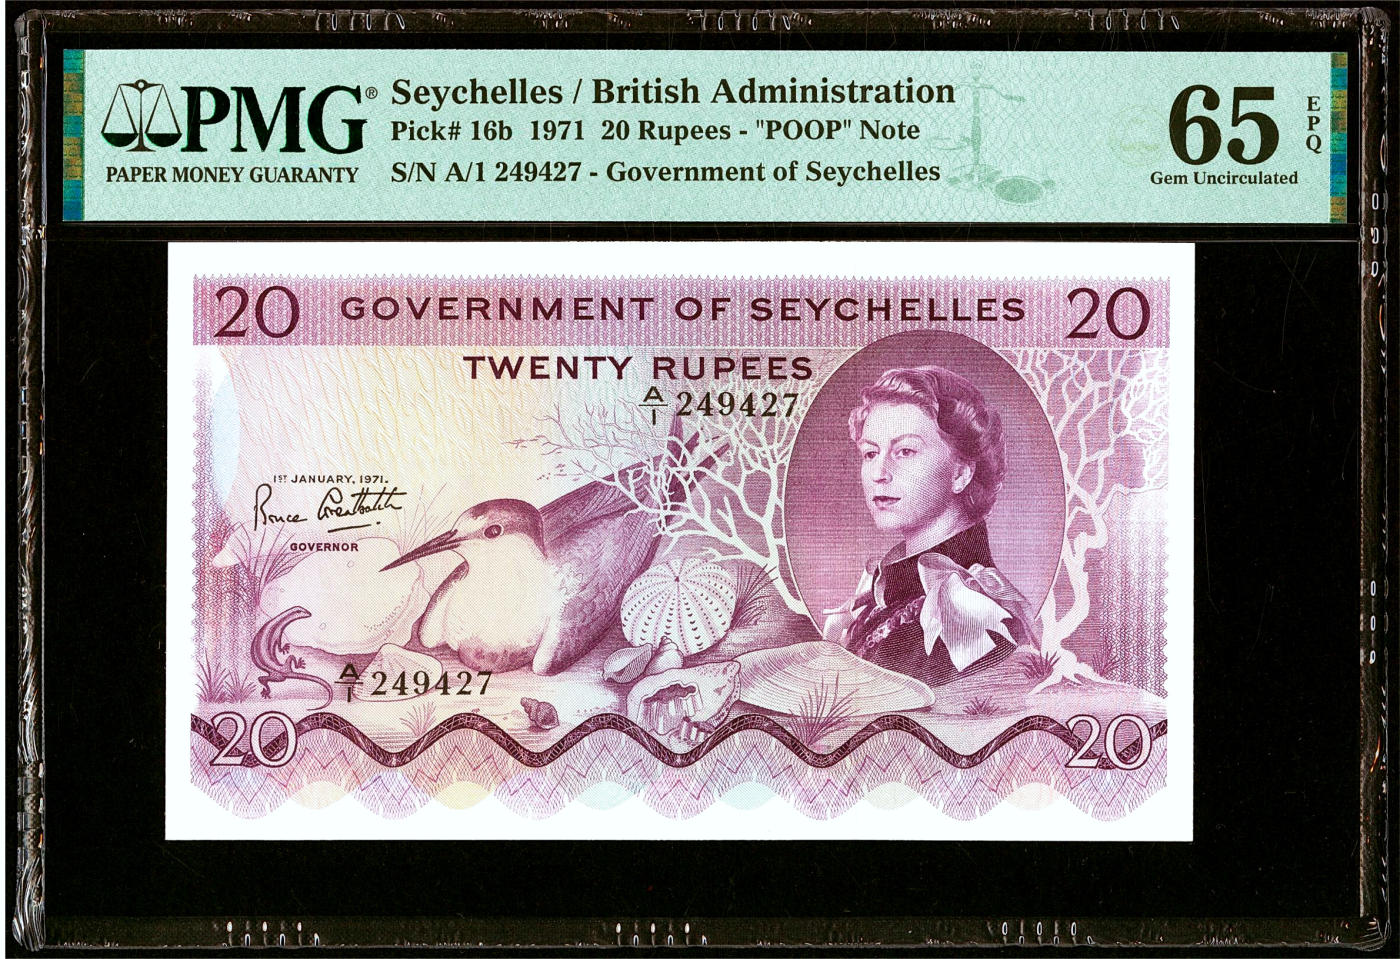 PMG®
PAPER MONEY GUARANTY
Seychelles / British Administration
Pick# 16b 1971 20 Rupees - "POOP" Note
S/N A/1 249427 - Government of Seychelles
65
EPQ
Gem Uncirculated
20 GOVERNMENT OF SEYCHELLES 20
TWENTY RUPEES
A/1 249427
1ST JANUARY, 1971.
Bruce Greatbatch
GOVERNOR
A/1 249427
20 20